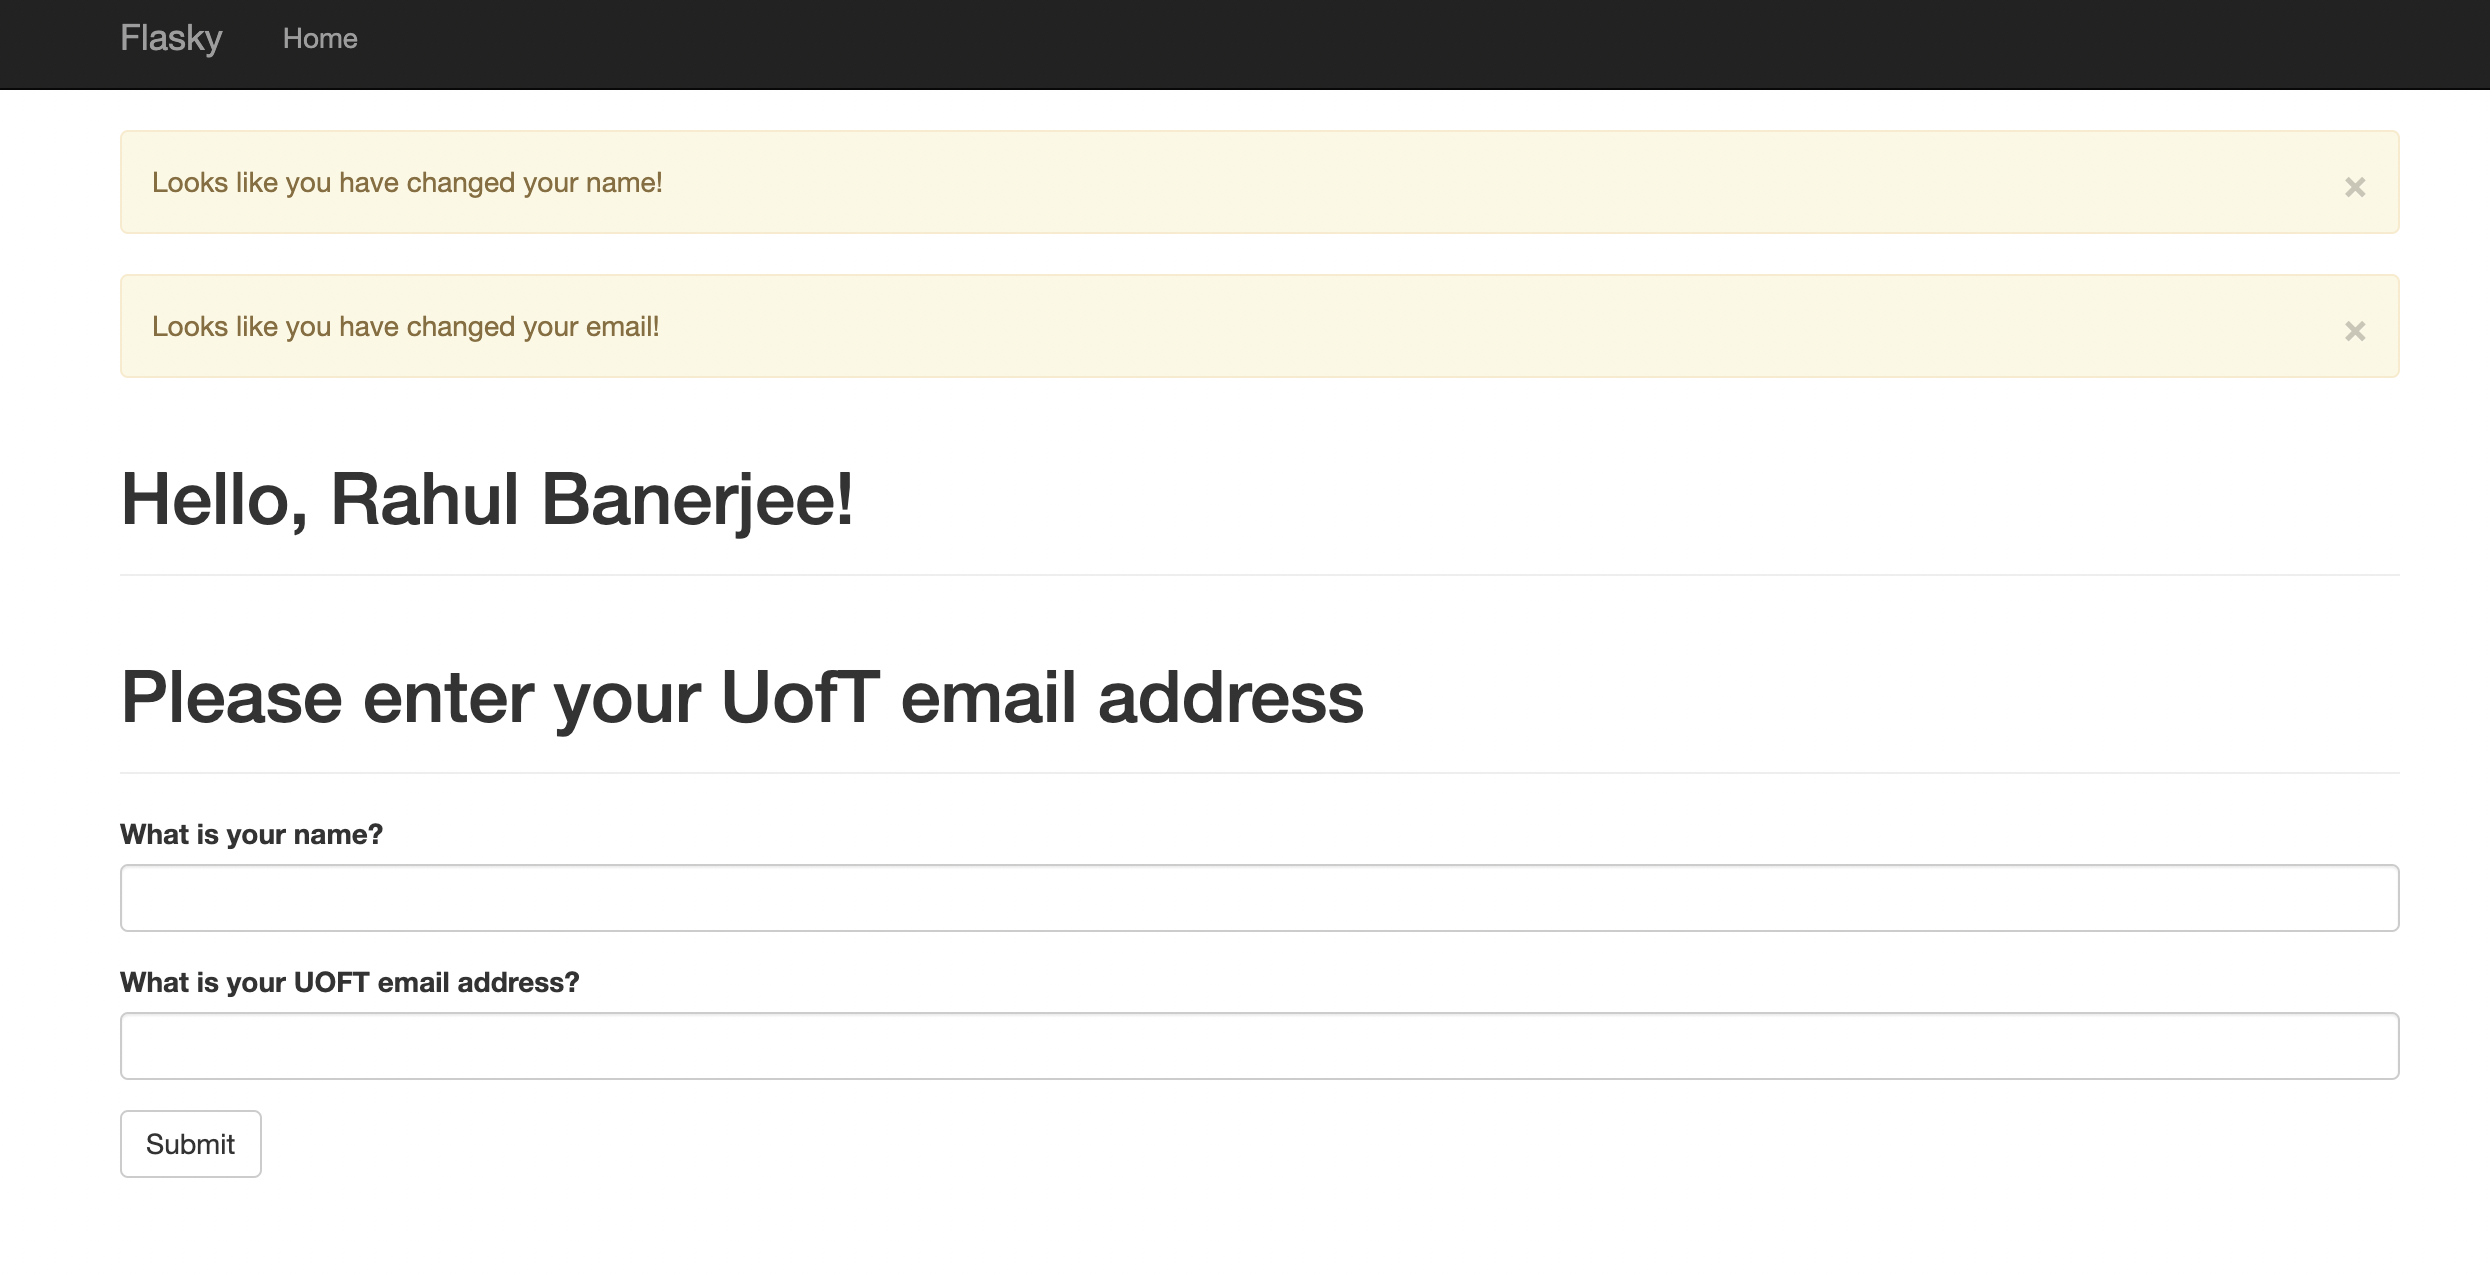 Flasky Home
Looks like you have changed your name! ×
Looks like you have changed your email! ×
Hello, Rahul Banerjee!
Please enter your UofT email address
What is your name?
What is your UOFT email address?
Submit